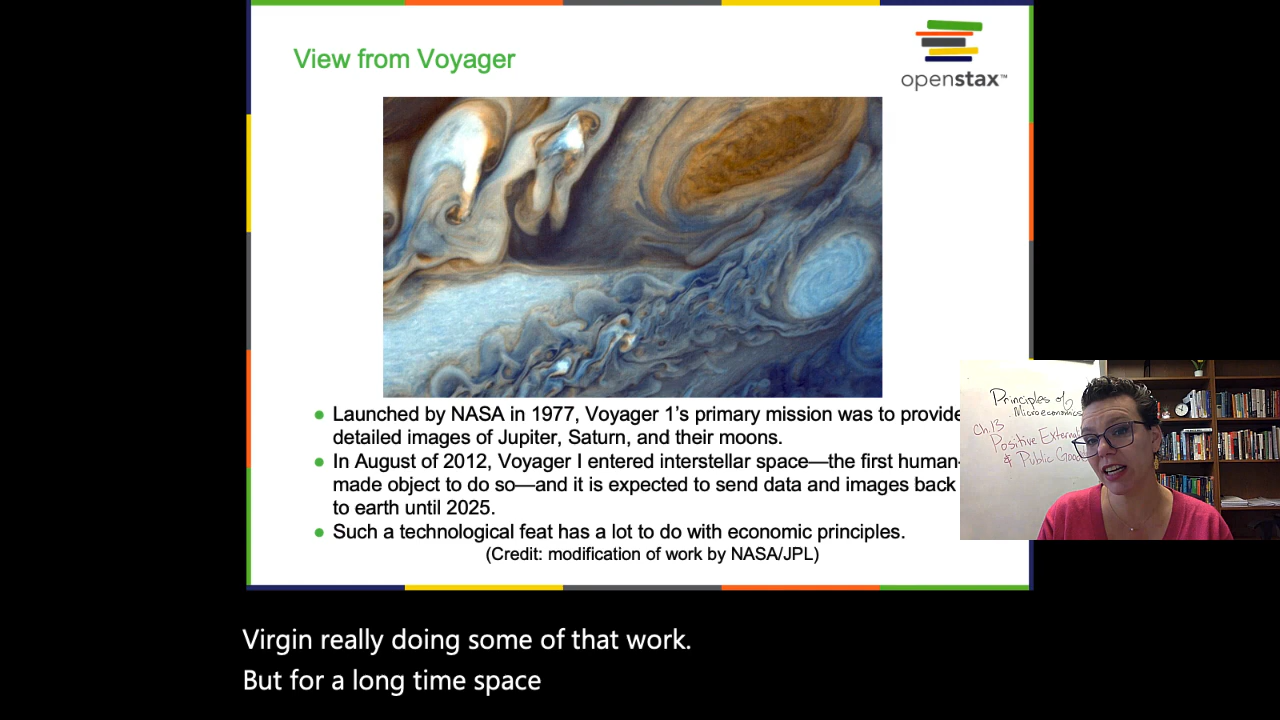 View from Voyager
openstax™
● Launched by NASA in 1977, Voyager 1's primary mission was to provide
detailed images of Jupiter, Saturn, and their moons.
● In August of 2012, Voyager I entered interstellar space—the first human-
made object to do so—and it is expected to send data and images back
to earth until 2025.
● Such a technological feat has a lot to do with economic principles.
(Credit: modification of work by NASA/JPL)
Principles of
Microeconomics
Ch.13
Positive External
& Public Good
Virgin really doing some of that work.
But for a long time space